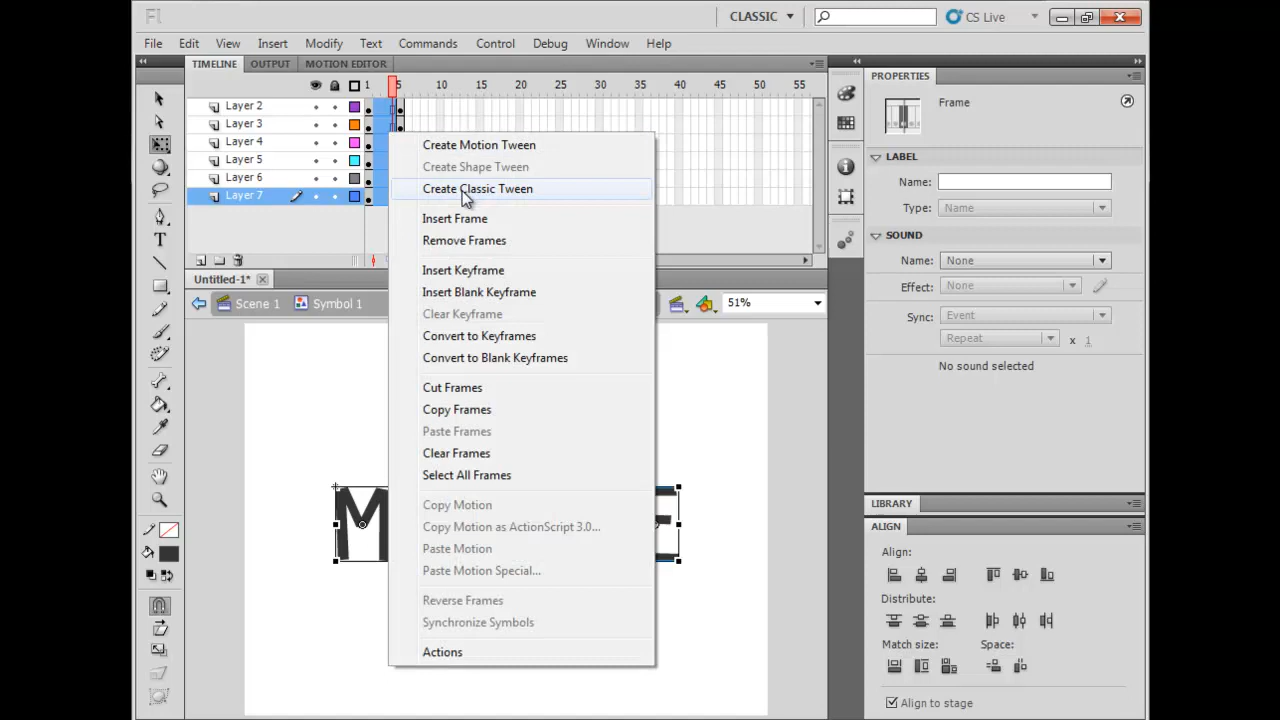 Fl
CLASSIC
CS Live
File Edit View Insert Modify Text Commands Control Debug Window Help
TIMELINE OUTPUT MOTION EDITOR
1 5 10 15 20 25 30 35 40 45 50 55
Layer 2
Layer 3
Layer 4
Layer 5
Layer 6
Layer 7
Create Motion Tween
Create Shape Tween
Create Classic Tween
Insert Frame
Remove Frames
Insert Keyframe
Insert Blank Keyframe
Clear Keyframe
Convert to Keyframes
Convert to Blank Keyframes
Cut Frames
Copy Frames
Paste Frames
Clear Frames
Select All Frames
Copy Motion
Copy Motion as ActionScript 3.0...
Paste Motion
Paste Motion Special...
Reverse Frames
Synchronize Symbols
Actions
Untitled-1*
Scene 1 Symbol 1
51%
M
PROPERTIES
Frame
LABEL
Name:
Type: Name
SOUND
Name: None
Effect: None
Sync: Event
Repeat x 1
No sound selected
LIBRARY
ALIGN
Align:
Distribute:
Match size: Space:
Align to stage